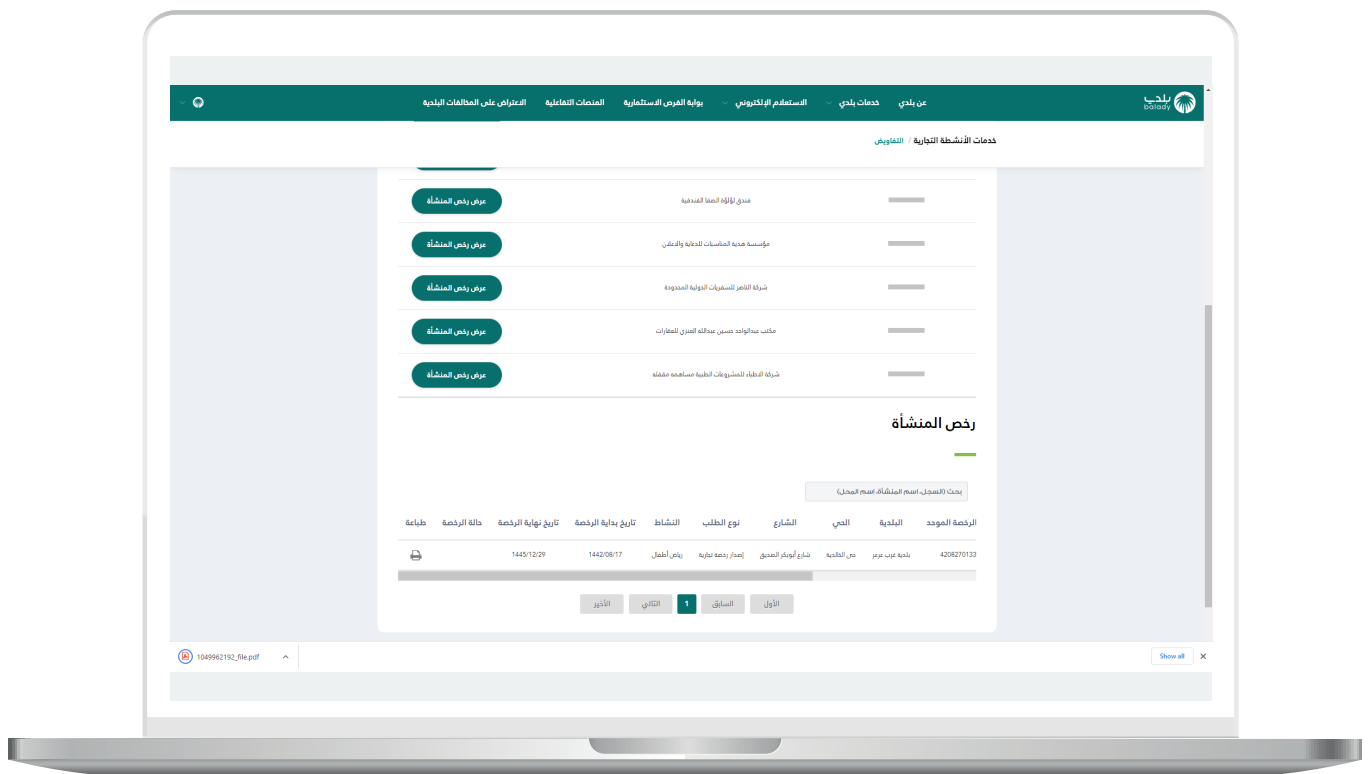 بلدي
balady
عن بلدي خدمات بلدي الاستعلام الإلكتروني بوابة الفرص الاستثمارية المنصات التفاعلية الاعتراض على المخالفات البلدية
خدمات الأنشطة التجارية / التفاويض
فندق لؤلؤة الصفا الفندقية عرض رخص المنشأة
مؤسسة هدية المناسبات للدعاية والاعلان عرض رخص المنشأة
شركة الناصر للسفريات الدولية المحدودة عرض رخص المنشأة
مكتب عبدالواحد حسين عبدالله العنزي للعقارات عرض رخص المنشأة
شركة الاطباء للمشروعات الطبية مساهمه مقفله عرض رخص المنشأة
رخص المنشأة
بحث (السجل، اسم المنشأة، اسم المحل)
الرخصة الموحد البلدية الحي الشارع نوع الطلب النشاط تاريخ بداية الرخصة تاريخ نهاية الرخصة حالة الرخصة طباعة
4208270133 بلدية غرب عرعر حي الخالدية شارع أبوبكر الصديق إصدار رخصة تجارية رياض أطفال 1442/08/17 1445/12/29
الأول السابق 1 التالي الأخير
1049962192_file.pdf Show all